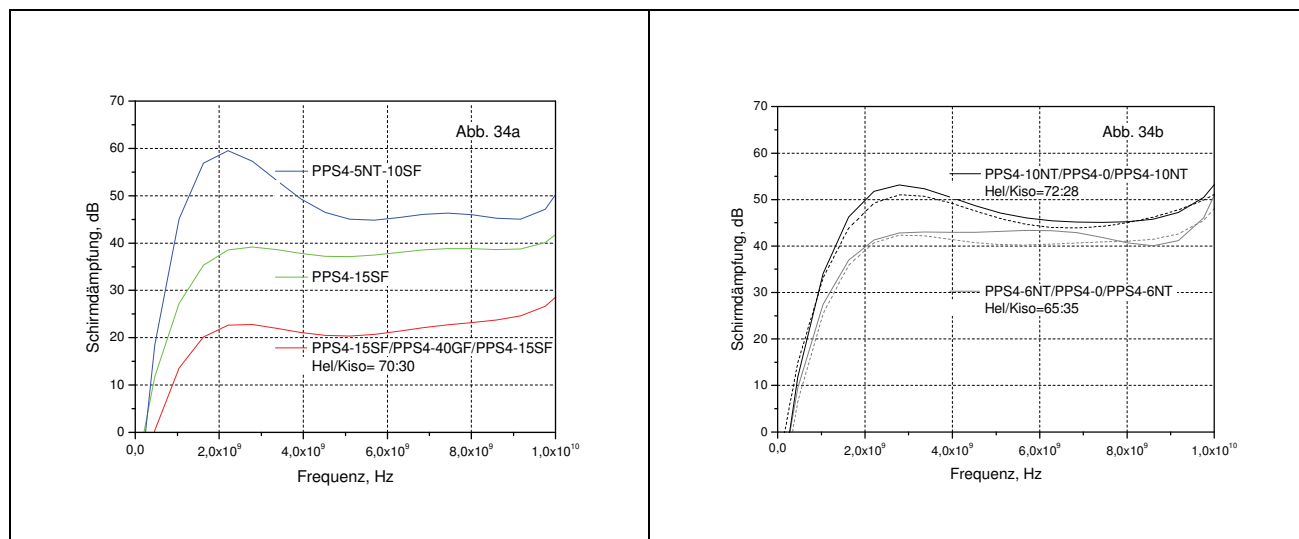 Abb. 34a
Schirmdämpfung, dB
70
60
50
40
30
20
10
0
PPS4-5NT-10SF
PPS4-15SF
PPS4-15SF/PPS4-40GF/PPS4-15SF
Hel/Kiso= 70:30
0,0
2,0x10⁹
4,0x10⁹
6,0x10⁹
8,0x10⁹
1,0x10¹⁰
Frequenz, Hz
Abb. 34b
Schirmdämpfung, dB
70
60
50
40
30
20
10
0
PPS4-10NT/PPS4-0/PPS4-10NT
Hel/Kiso=72:28
PPS4-6NT/PPS4-0/PPS4-6NT
Hel/Kiso=65:35
0,0
2,0x10⁹
4,0x10⁹
6,0x10⁹
8,0x10⁹
1,0x10¹⁰
Frequenz, Hz